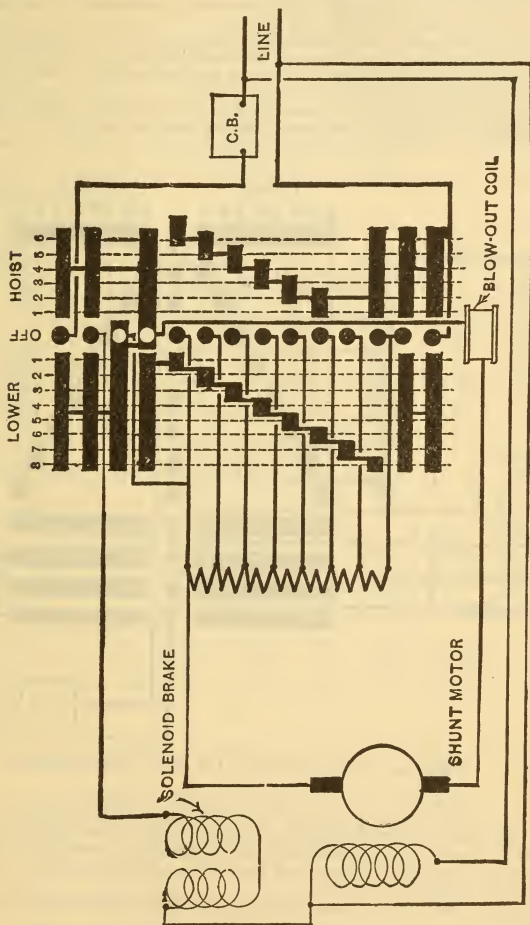 LOWER OFF HOIST
8 7 6 5 4 3 2 1 1 2 3 4 5 6
C.B.
LINE
BLOW-OUT COIL
SOLENOID BRAKE
SHUNT MOTOR